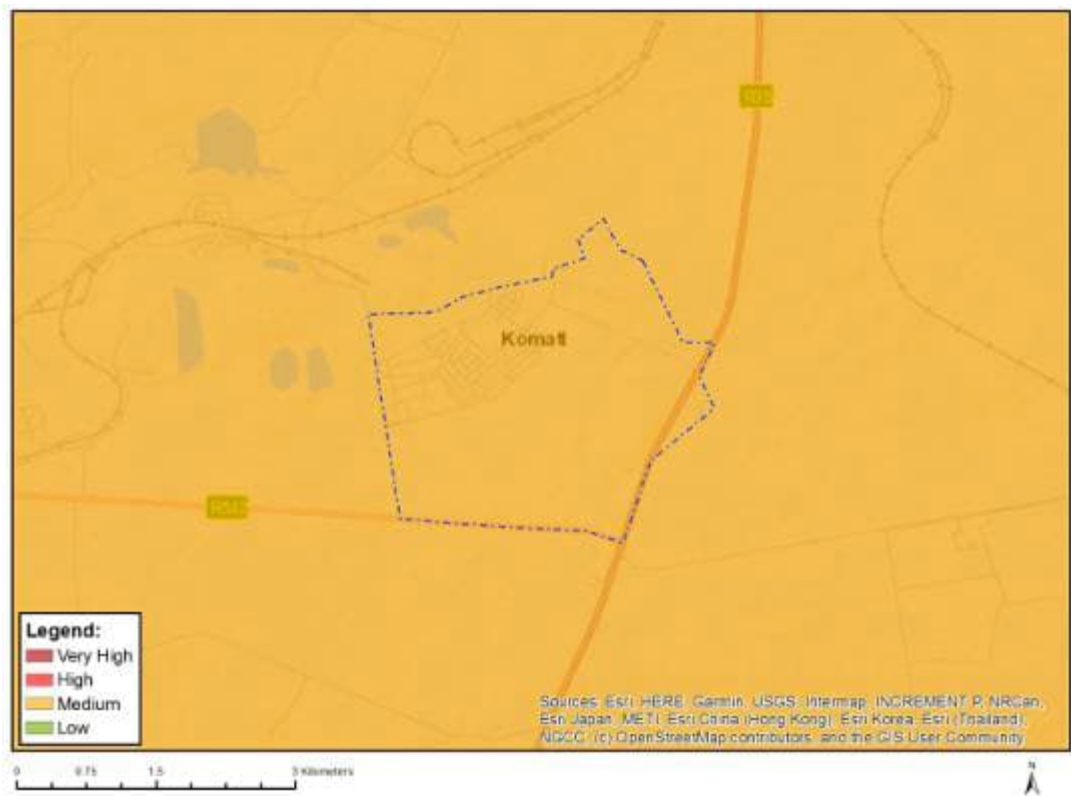 Komati
Legend:
Very High
High
Medium
Low
Sources: Esri, HERE, Garmin, USGS, Intermap, INCREMENT P, NRCan,
Esri Japan, METI, Esri China (Hong Kong), Esri Korea, Esri (Thailand),
NGCC, (c) OpenStreetMap contributors, and the GIS User Community
0 0.75 1.5 3 Kilometers
N